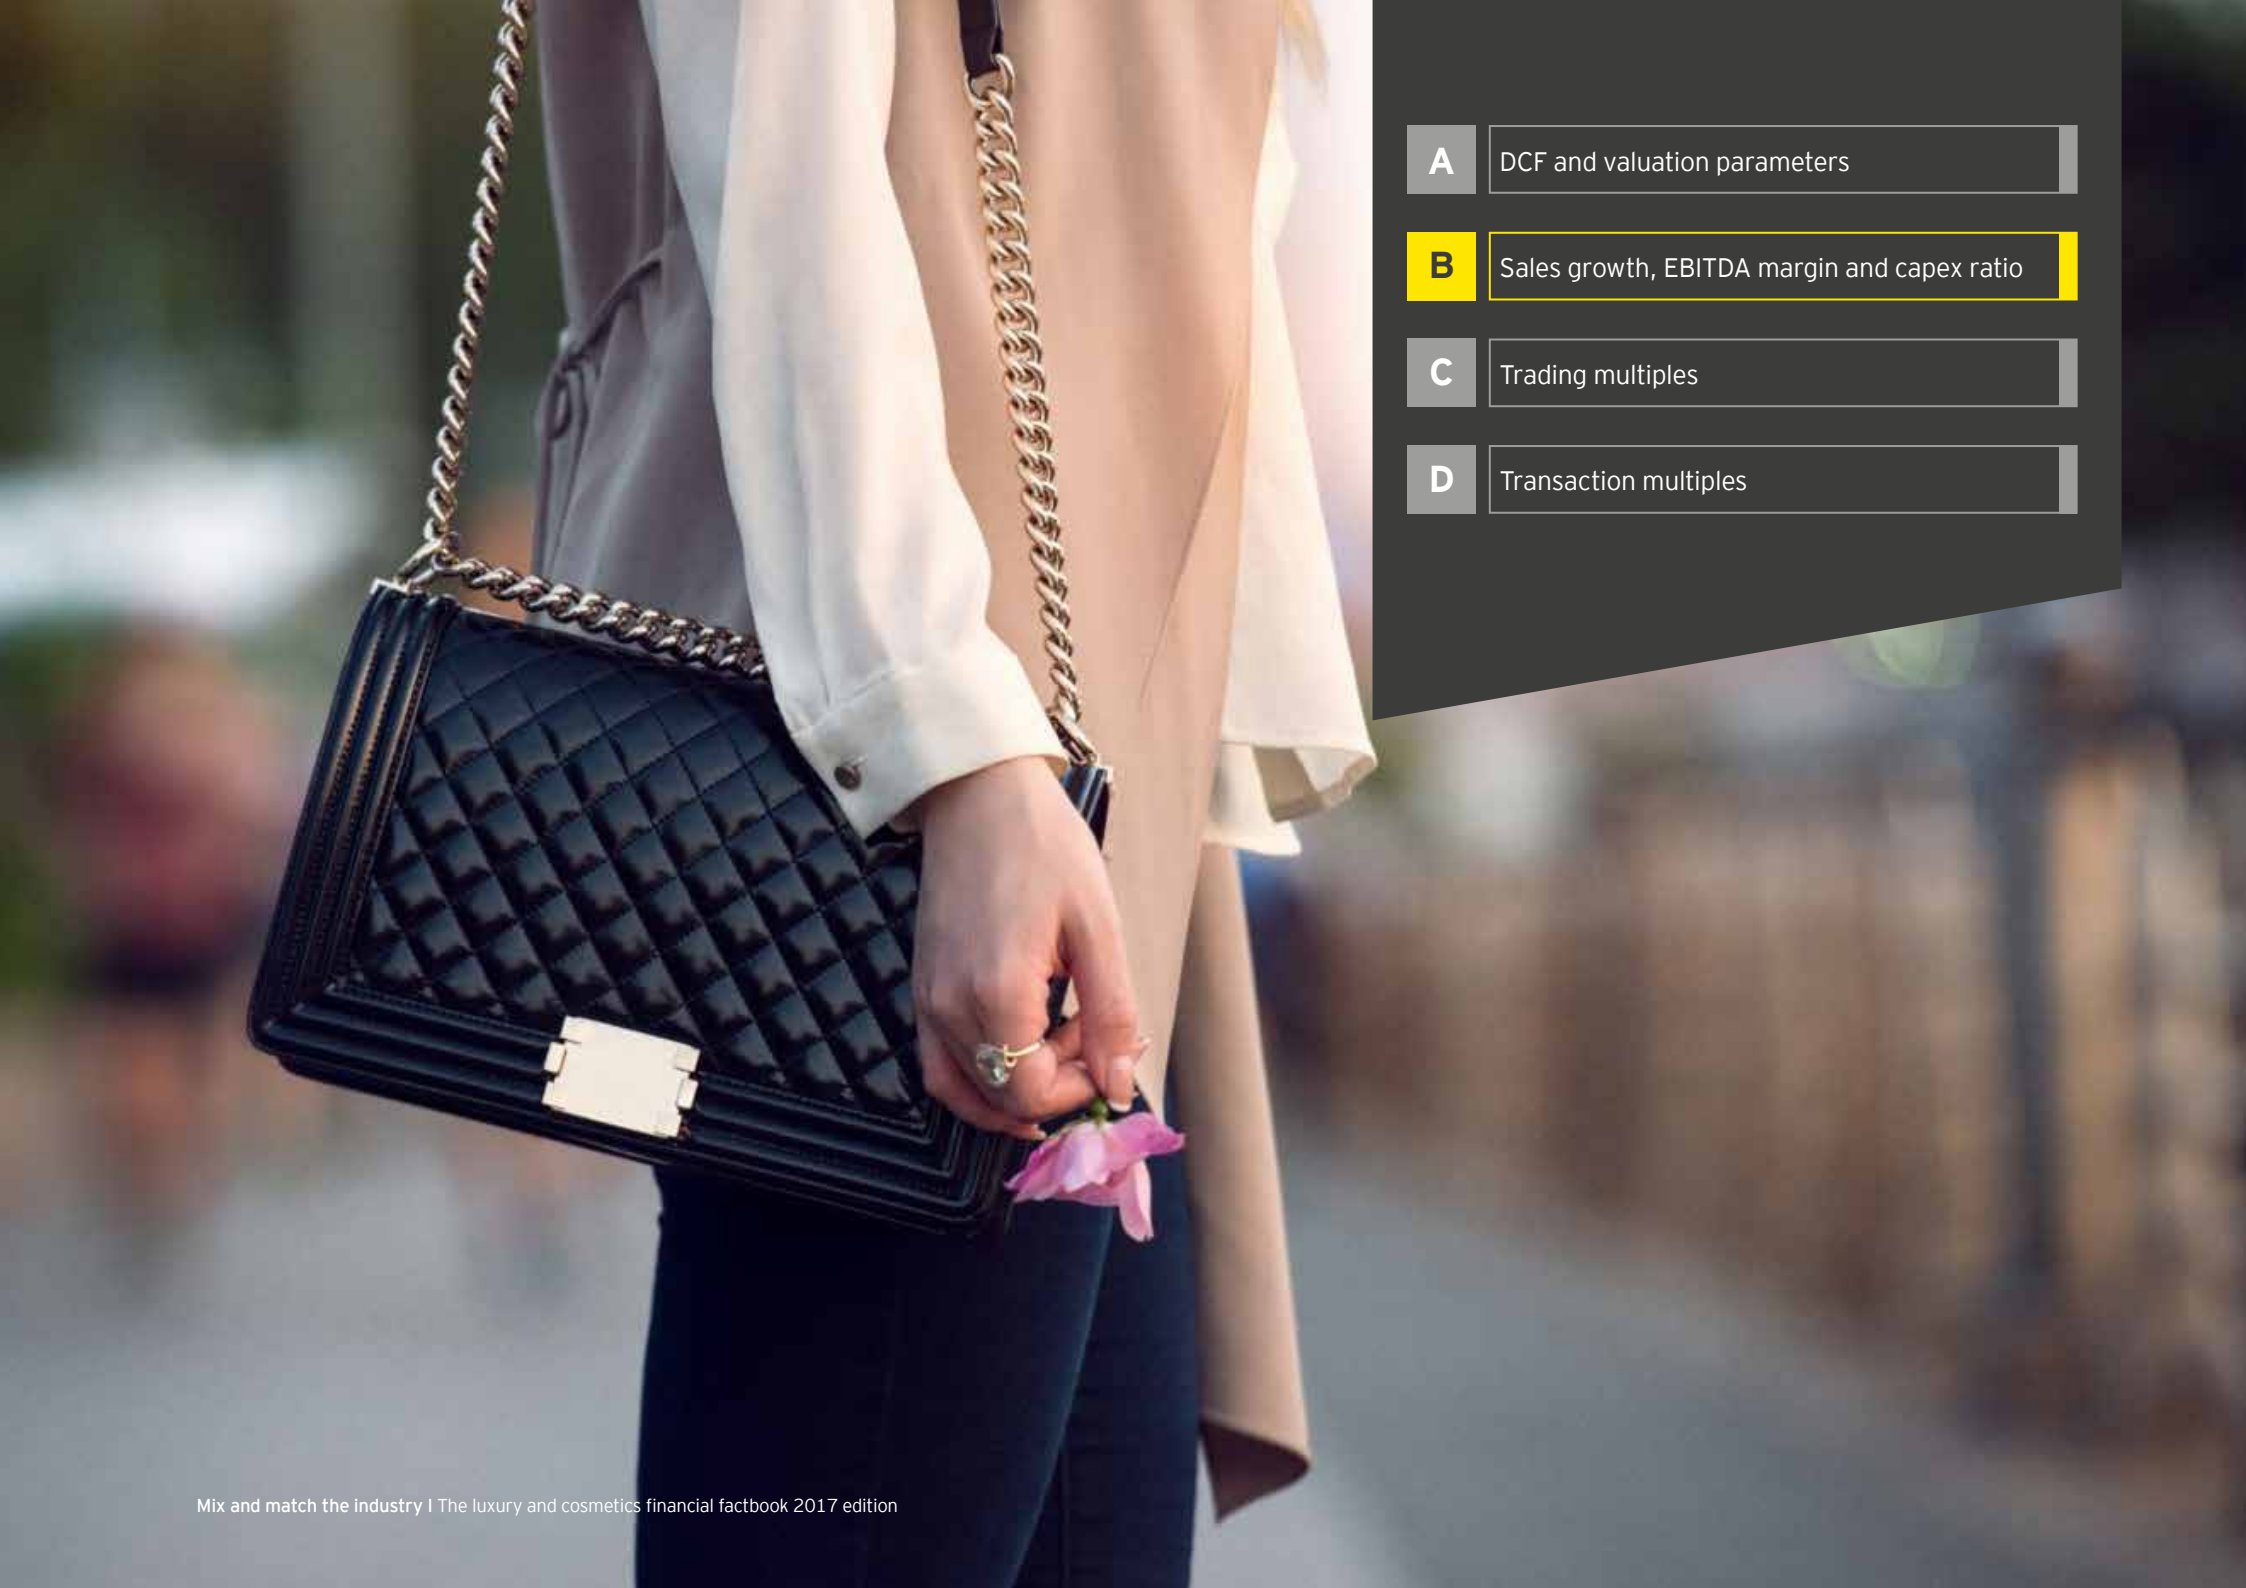 A
DCF and valuation parameters
B
Sales growth, EBITDA margin and capex ratio
C
Trading multiples
D
Transaction multiples
Mix and match the industry I The luxury and cosmetics financial factbook 2017 edition